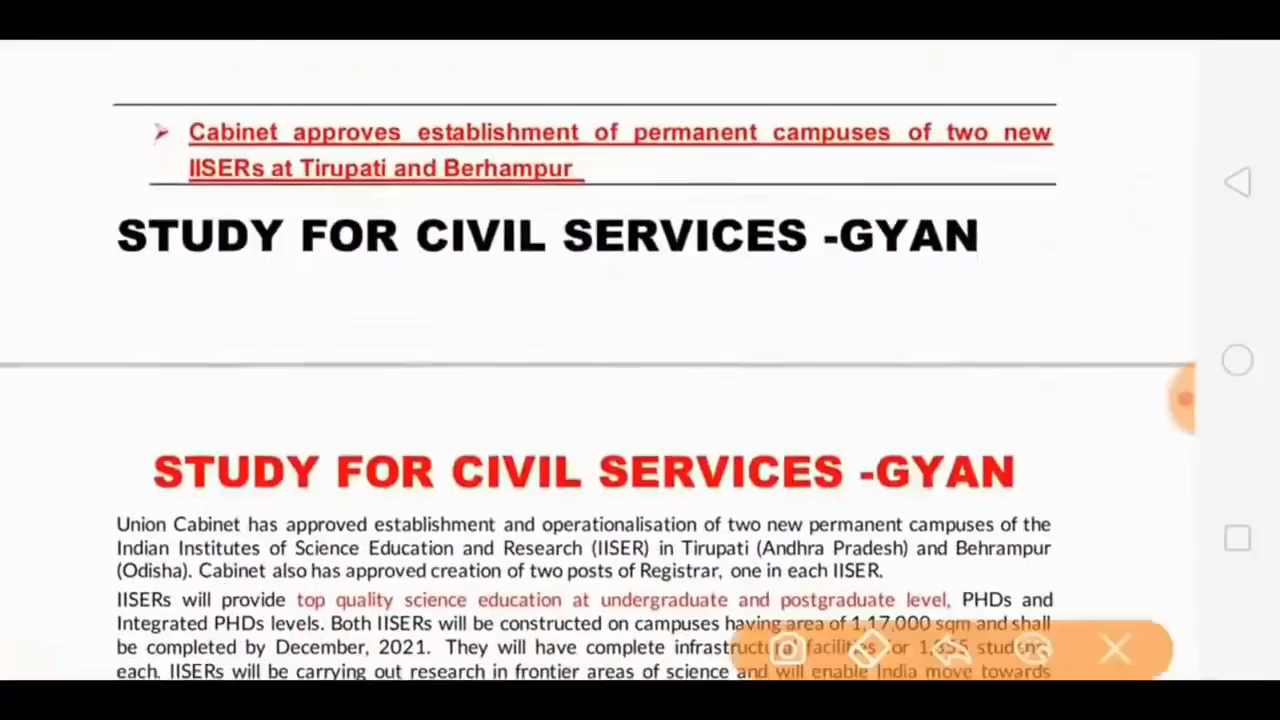 Cabinet approves establishment of permanent campuses of two new
IISERs at Tirupati and Berhampur
STUDY FOR CIVIL SERVICES -GYAN
STUDY FOR CIVIL SERVICES -GYAN
Union Cabinet has approved establishment and operationalisation of two new permanent campuses of the
Indian Institutes of Science Education and Research (IISER) in Tirupati (Andhra Pradesh) and Behrampur
(Odisha). Cabinet also has approved creation of two posts of Registrar, one in each IISER.
IISERs will provide top quality science education at undergraduate and postgraduate level, PHDs and
Integrated PHDs levels. Both IISERs will be constructed on campuses having area of 1,17,000 sqm and shall
be completed by December, 2021. They will have complete infrastructural facilities for 1,855 students
each. IISERs will be carrying out research in frontier areas of science and will enable India move towards